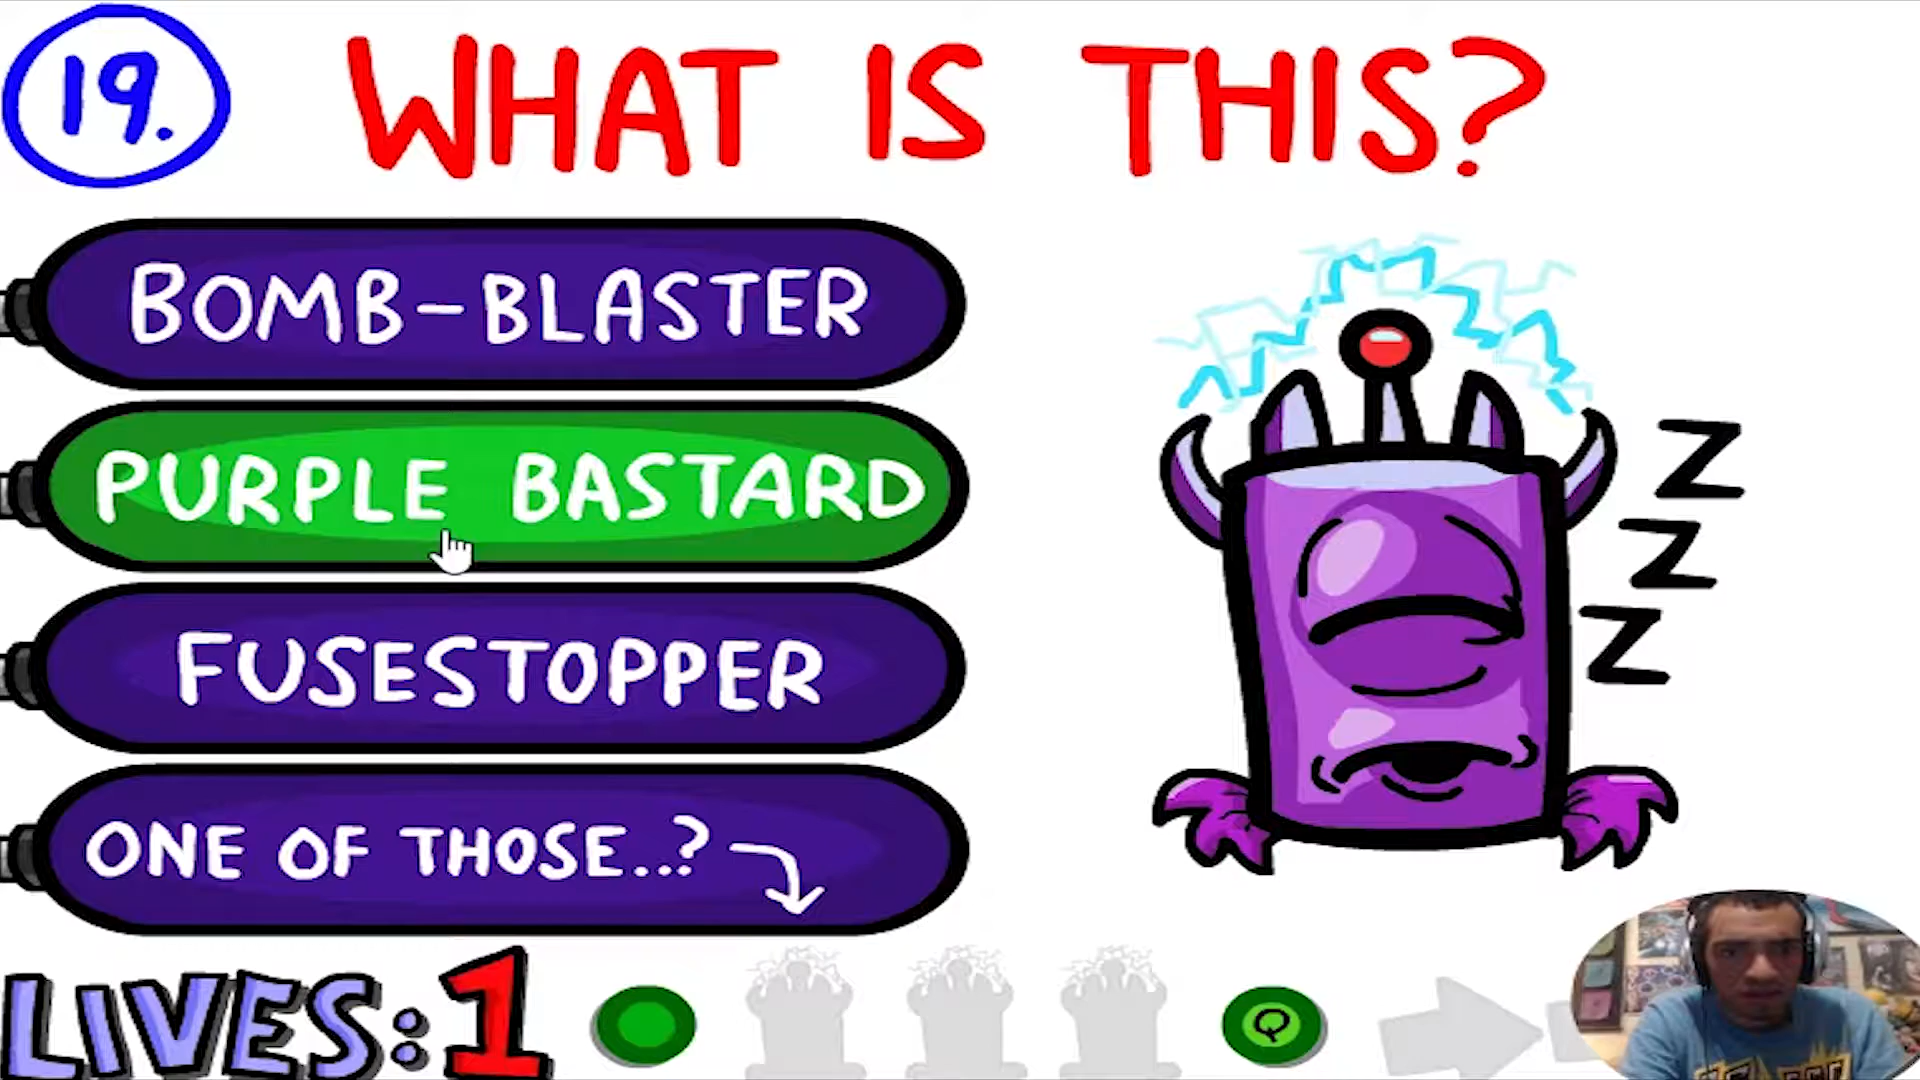 19.
WHAT IS THIS?
BOMB-BLASTER
PURPLE BASTARD
FUSESTOPPER
ONE OF THOSE..?
Z
Z
Z
LIVES:1
Q